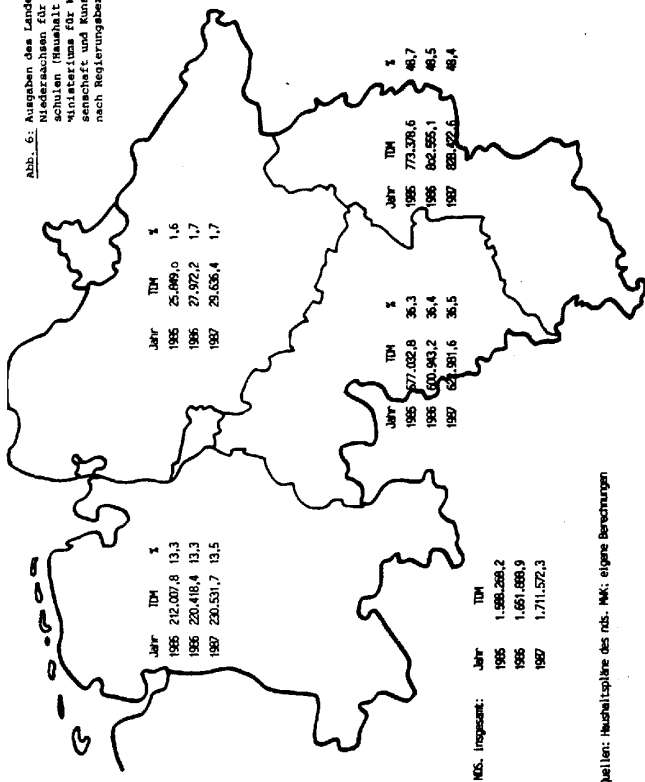 Abb. 6: Ausgaben des Lande
Niedersachsen für
schulen (Haushalt
Ministeriums für
senschaft und Kuns
nach Regierungsbez
Jahr TDM %
1985 25.849,0 1,6
1986 27.972,2 1,7
1987 29.636,4 1,7
Jahr TDM %
1985 212.007,8 13,3
1986 220.418,4 13,3
1987 230.531,7 13,5
Jahr TDM %
1985 773.378,6 48,7
1986 802.555,1 48,5
1987 828.422,6 48,4
Jahr TDM %
1985 577.032,8 36,3
1986 600.943,2 36,4
1987 622.981,6 36,5
NDS. insgesamt: Jahr TDM
1985 1.588.268,2
1986 1.651.888,9
1987 1.711.572,3
uellen: Haushaltspläne des nds. MWK; eigene Berechnungen